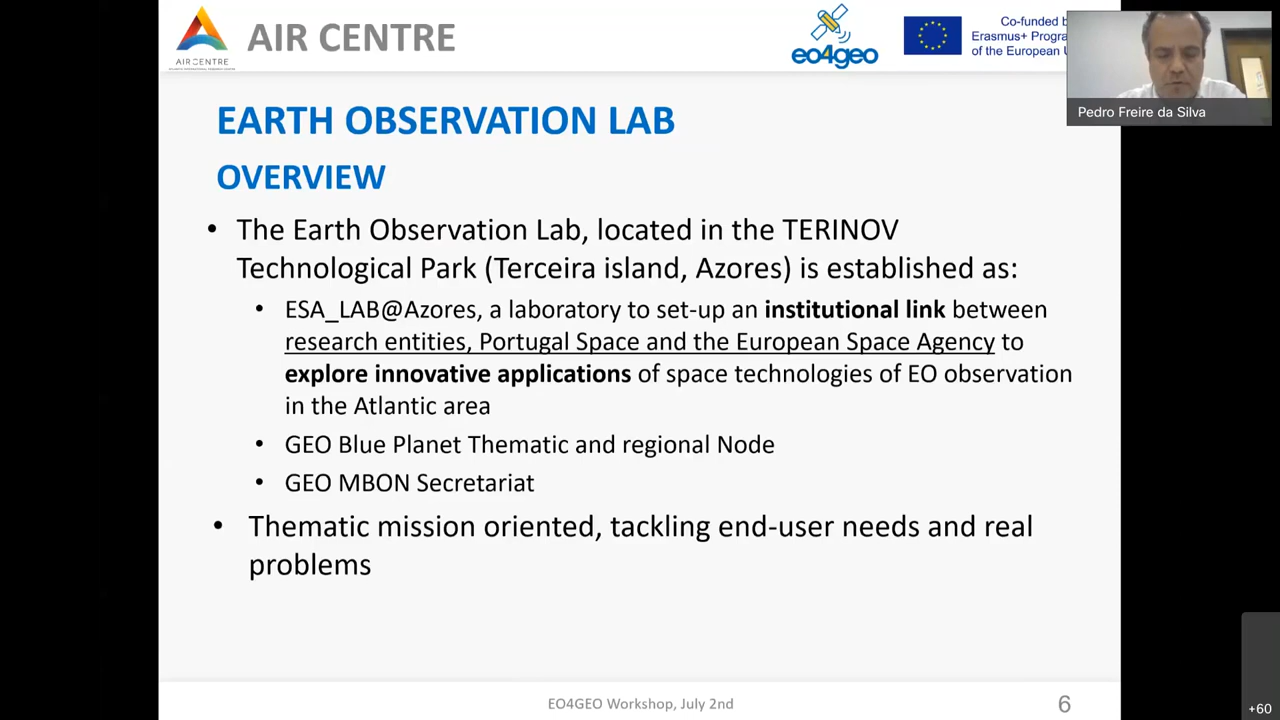 AIR CENTRE
AIR CENTRE
eo4geo
Co-funded b
Erasmus+ Progra
of the European U
Pedro Freire da Silva
EARTH OBSERVATION LAB
OVERVIEW
• The Earth Observation Lab, located in the TERINOV
Technological Park (Terceira island, Azores) is established as:
• ESA_LAB@Azores, a laboratory to set-up an institutional link between
research entities, Portugal Space and the European Space Agency to
explore innovative applications of space technologies of EO observation
in the Atlantic area
• GEO Blue Planet Thematic and regional Node
• GEO MBON Secretariat
• Thematic mission oriented, tackling end-user needs and real
problems
EO4GEO Workshop, July 2nd
6
+60